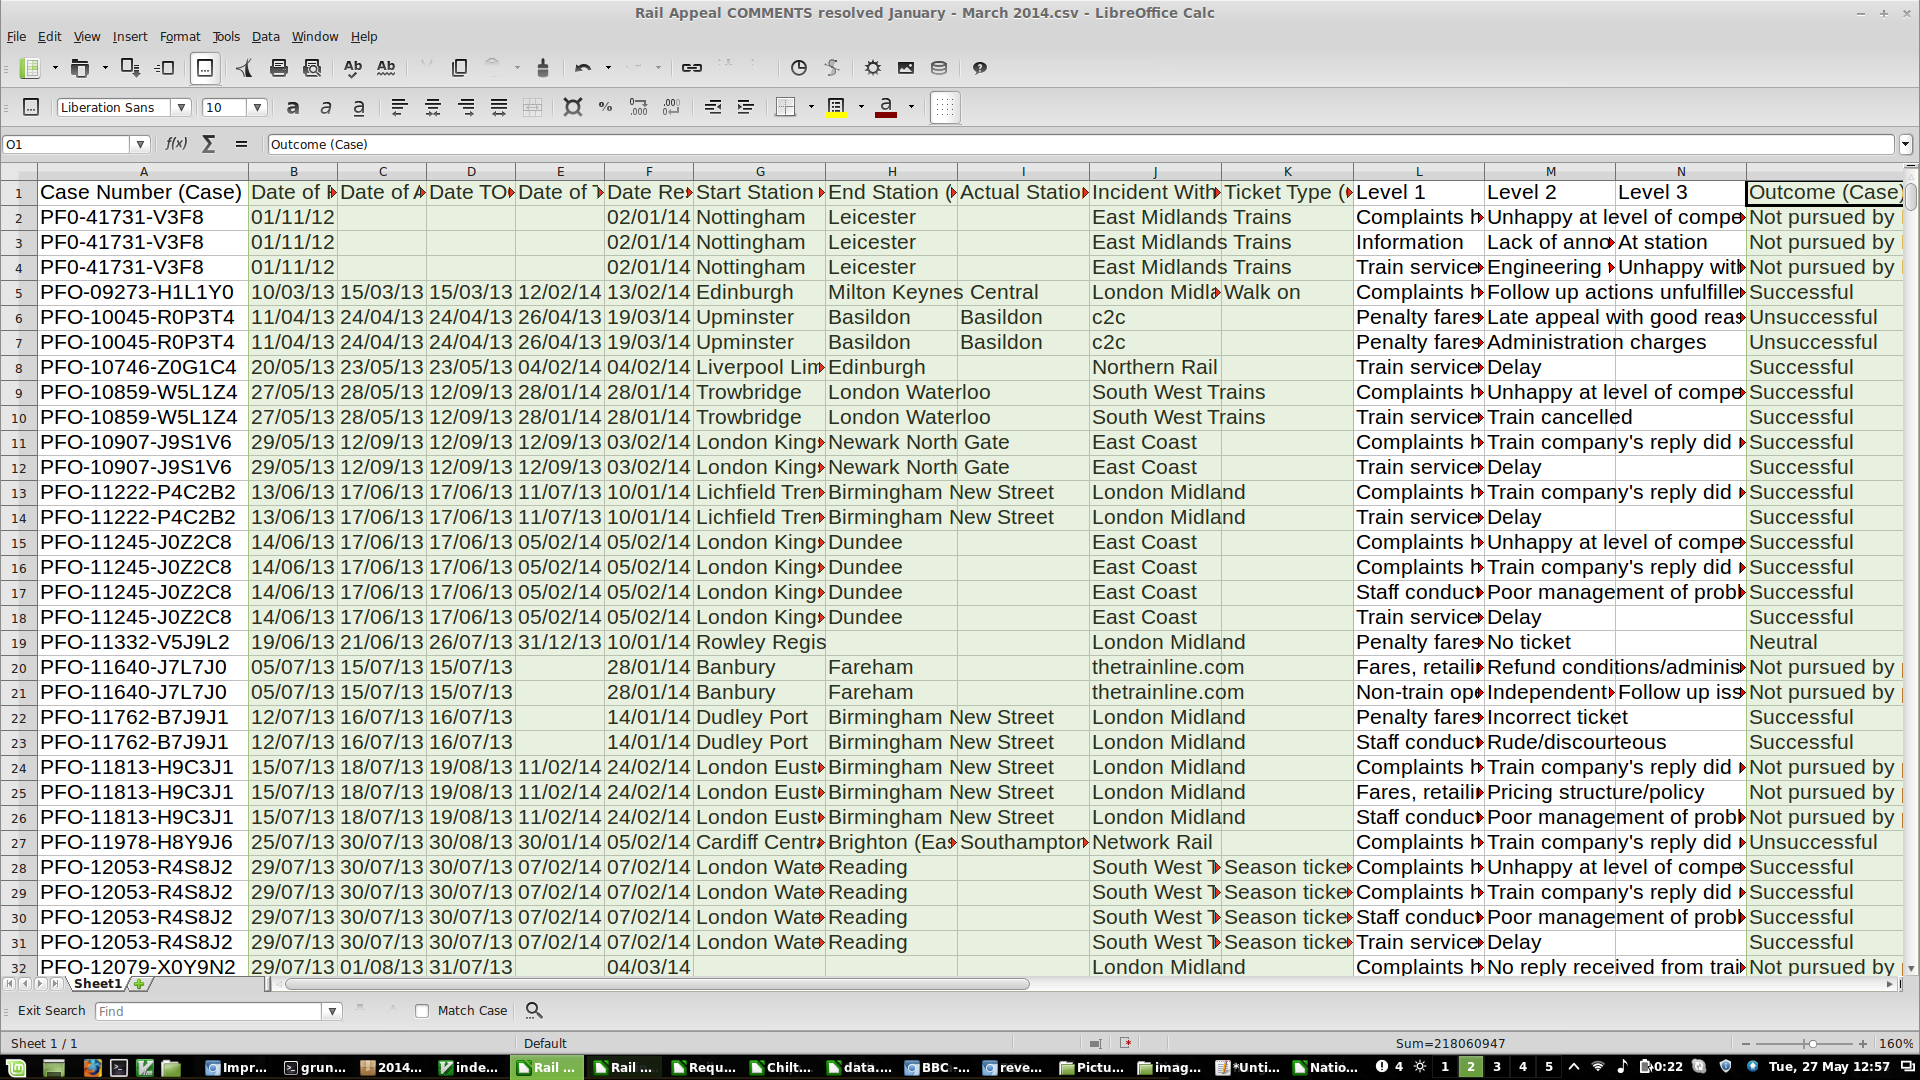 Rail Appeal COMMENTS resolved January - March 2014.csv - LibreOffice Calc
File Edit View Insert Format Tools Data Window Help
Liberation Sans 10
O1 f(x) Σ = Outcome (Case)
A B C D E F G H I J K L M N
1 Case Number (Case) Date of Date of Date TO Date of Date Re Start Station End Station ( Actual Statio Incident With Ticket Type ( Level 1 Level 2 Level 3 Outcome (Case)
2 PF0-41731-V3F8 01/11/12 02/01/14 Nottingham Leicester East Midlands Trains Complaints h Unhappy at level of compe Not pursued by
3 PF0-41731-V3F8 01/11/12 02/01/14 Nottingham Leicester East Midlands Trains Information Lack of anno At station Not pursued by
4 PF0-41731-V3F8 01/11/12 02/01/14 Nottingham Leicester East Midlands Trains Train service Engineering Unhappy with Not pursued by
5 PFO-09273-H1L1Y0 10/03/13 15/03/13 15/03/13 12/02/14 13/02/14 Edinburgh Milton Keynes Central London Midla Walk on Complaints h Follow up actions unfulfille Successful
6 PFO-10045-R0P3T4 11/04/13 24/04/13 24/04/13 26/04/13 19/03/14 Upminster Basildon Basildon c2c Penalty fares Late appeal with good reas Unsuccessful
7 PFO-10045-R0P3T4 11/04/13 24/04/13 24/04/13 26/04/13 19/03/14 Upminster Basildon Basildon c2c Penalty fares Administration charges Unsuccessful
8 PFO-10746-Z0G1C4 20/05/13 23/05/13 23/05/13 04/02/14 04/02/14 Liverpool Lim Edinburgh Northern Rail Train service Delay Successful
9 PFO-10859-W5L1Z4 27/05/13 28/05/13 12/09/13 28/01/14 28/01/14 Trowbridge London Waterloo South West Trains Complaints h Unhappy at level of compe Successful
10 PFO-10859-W5L1Z4 27/05/13 28/05/13 12/09/13 28/01/14 28/01/14 Trowbridge London Waterloo South West Trains Train service Train cancelled Successful
11 PFO-10907-J9S1V6 29/05/13 12/09/13 12/09/13 12/09/13 03/02/14 London King Newark North Gate East Coast Complaints h Train company's reply did Successful
12 PFO-10907-J9S1V6 29/05/13 12/09/13 12/09/13 12/09/13 03/02/14 London King Newark North Gate East Coast Train service Delay Successful
13 PFO-11222-P4C2B2 13/06/13 17/06/13 17/06/13 11/07/13 10/01/14 Lichfield Tren Birmingham New Street London Midland Complaints h Train company's reply did Successful
14 PFO-11222-P4C2B2 13/06/13 17/06/13 17/06/13 11/07/13 10/01/14 Lichfield Tren Birmingham New Street London Midland Train service Delay Successful
15 PFO-11245-J0Z2C8 14/06/13 17/06/13 17/06/13 05/02/14 05/02/14 London King Dundee East Coast Complaints h Unhappy at level of compe Successful
16 PFO-11245-J0Z2C8 14/06/13 17/06/13 17/06/13 05/02/14 05/02/14 London King Dundee East Coast Complaints h Train company's reply did Successful
17 PFO-11245-J0Z2C8 14/06/13 17/06/13 17/06/13 05/02/14 05/02/14 London King Dundee East Coast Staff conduct Poor management of probl Successful
18 PFO-11245-J0Z2C8 14/06/13 17/06/13 17/06/13 05/02/14 05/02/14 London King Dundee East Coast Train service Delay Successful
19 PFO-11332-V5J9L2 19/06/13 21/06/13 26/07/13 31/12/13 10/01/14 Rowley Regis London Midland Penalty fares No ticket Neutral
20 PFO-11640-J7L7J0 05/07/13 15/07/13 15/07/13 28/01/14 Banbury Fareham thetrainline.com Fares, retaili Refund conditions/adminis Not pursued by
21 PFO-11640-J7L7J0 05/07/13 15/07/13 15/07/13 28/01/14 Banbury Fareham thetrainline.com Non-train ope Independent Follow up iss Not pursued by
22 PFO-11762-B7J9J1 12/07/13 16/07/13 16/07/13 14/01/14 Dudley Port Birmingham New Street London Midland Penalty fares Incorrect ticket Successful
23 PFO-11762-B7J9J1 12/07/13 16/07/13 16/07/13 14/01/14 Dudley Port Birmingham New Street London Midland Staff conduct Rude/discourteous Successful
24 PFO-11813-H9C3J1 15/07/13 18/07/13 19/08/13 11/02/14 24/02/14 London Eust Birmingham New Street London Midland Complaints h Train company's reply did Not pursued by
25 PFO-11813-H9C3J1 15/07/13 18/07/13 19/08/13 11/02/14 24/02/14 London Eust Birmingham New Street London Midland Fares, retaili Pricing structure/policy Not pursued by
26 PFO-11813-H9C3J1 15/07/13 18/07/13 19/08/13 11/02/14 24/02/14 London Eust Birmingham New Street London Midland Staff conduct Poor management of probl Not pursued by
27 PFO-11978-H8Y9J6 25/07/13 30/07/13 30/08/13 30/01/14 05/02/14 Cardiff Centr Brighton (Eas Southampton Network Rail Complaints h Train company's reply did Unsuccessful
28 PFO-12053-R4S8J2 29/07/13 30/07/13 30/07/13 07/02/14 07/02/14 London Wate Reading South West T Season ticke Complaints h Unhappy at level of compe Successful
29 PFO-12053-R4S8J2 29/07/13 30/07/13 30/07/13 07/02/14 07/02/14 London Wate Reading South West T Season ticke Complaints h Train company's reply did Successful
30 PFO-12053-R4S8J2 29/07/13 30/07/13 30/07/13 07/02/14 07/02/14 London Wate Reading South West T Season ticke Staff conduct Poor management of probl Successful
31 PFO-12053-R4S8J2 29/07/13 30/07/13 30/07/13 07/02/14 07/02/14 London Wate Reading South West T Season ticke Train service Delay Successful
32 PFO-12079-X0Y9N2 29/07/13 01/08/13 31/07/13 04/03/14 London Midland Complaints h No reply received from trai Not pursued by
Sheet1
Exit Search Find Match Case
Sheet 1 / 1 Default Sum=218060947 160%
Impr... grun... 2014... inde... Rail ... Rail ... Requ... Chilt... data.... BBC -... reve... Pictu... imag... *Unti... Natio... 4 1 2 3 4 5 0:22 Tue, 27 May 12:57